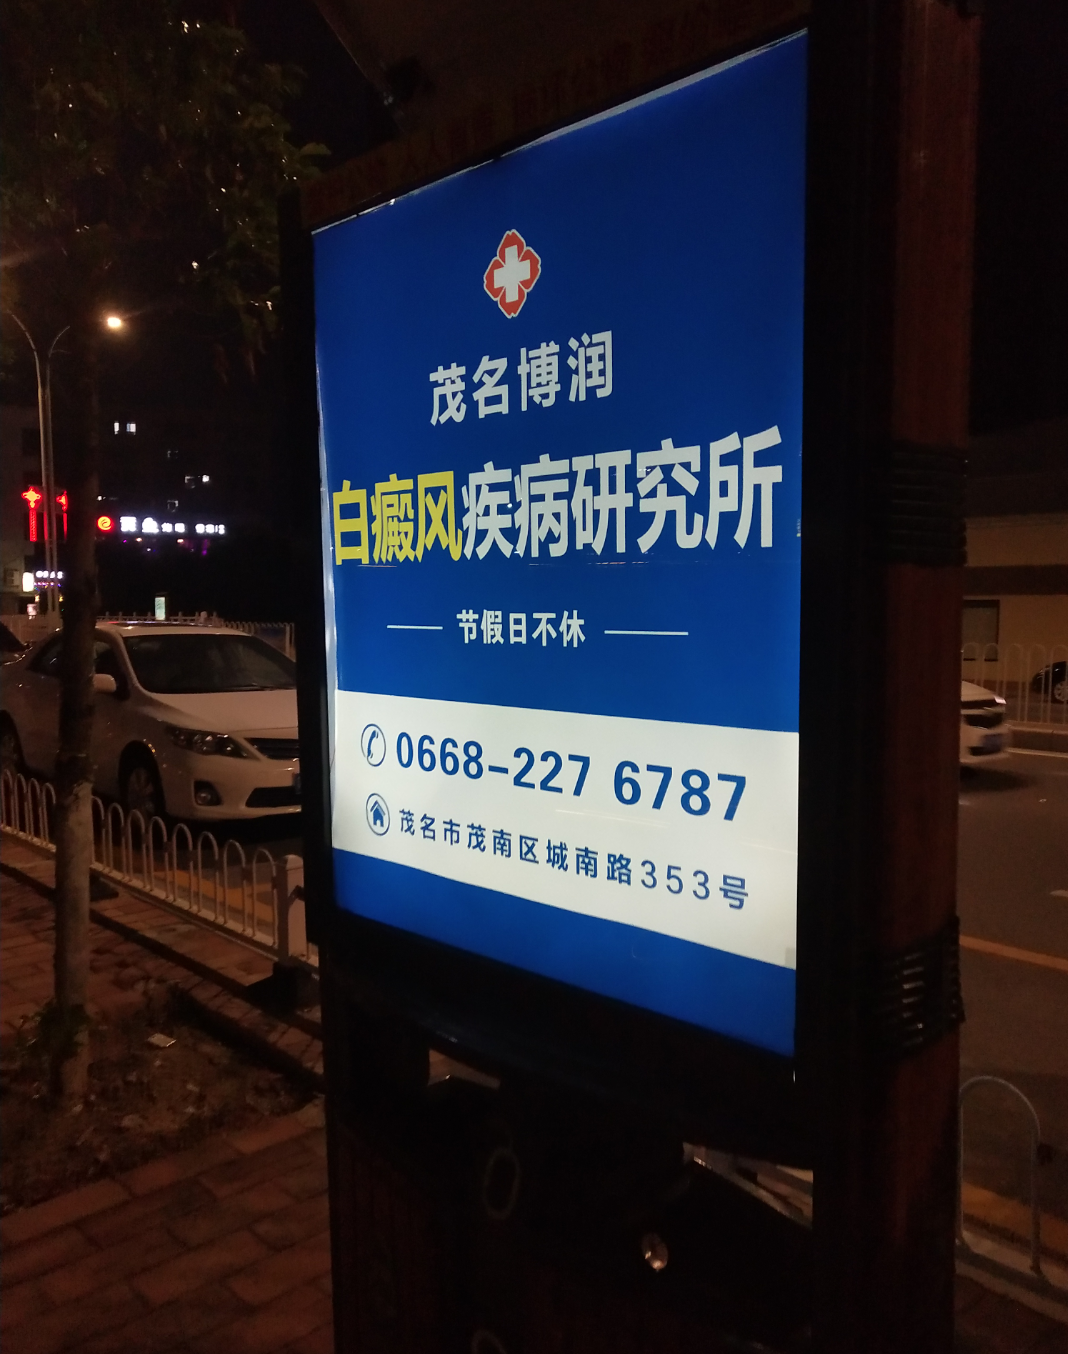 茂名博润
白癜风疾病研究所
节假日不休
0668-227 6787
茂名市茂南区城南路353号